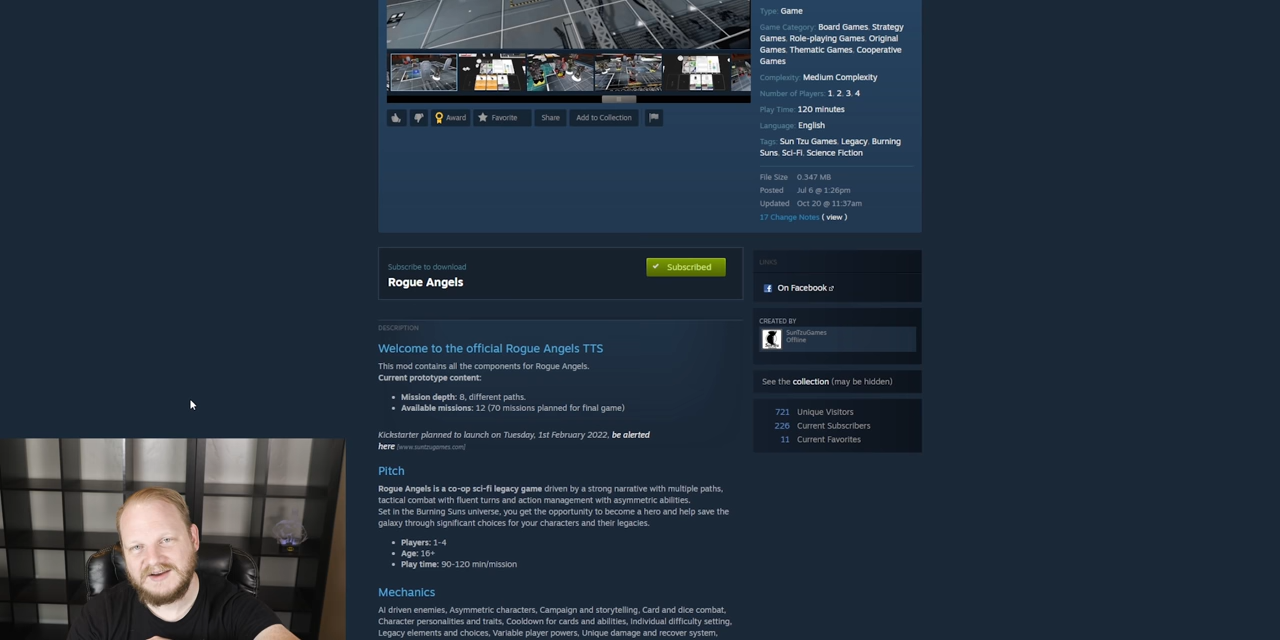 Type: Game
Game Category: Board Games, Strategy
Games, Role-playing Games, Original
Games, Thematic Games, Cooperative
Games
Complexity: Medium Complexity
Number of Players: 1, 2, 3, 4
Play Time: 120 minutes
Language: English
Tags: Sun Tzu Games, Legacy, Burning
Suns, Sci-Fi, Science Fiction
File Size 0.347 MB
Posted Jul 6 @ 1:26pm
Updated Oct 20 @ 11:37am
17 Change Notes ( view )
Award
Favorite
Share
Add to Collection
Subscribe to download
Rogue Angels
Subscribed
LINKS
On Facebook
CREATED BY
SunTzuGames
Offline
See the collection (may be hidden)
721 Unique Visitors
226 Current Subscribers
11 Current Favorites
DESCRIPTION
Welcome to the official Rogue Angels TTS
This mod contains all the components for Rogue Angels.
Current prototype content:
• Mission depth: 8, different paths.
• Available missions: 12 (70 missions planned for final game)
Kickstarter planned to launch on Tuesday, 1st February 2022, be alerted
here [www.suntzugames.com]
Pitch
Rogue Angels is a co-op sci-fi legacy game driven by a strong narrative with multiple paths,
tactical combat with fluent turns and action management with asymmetric abilities.
Set in the Burning Suns universe, you get the opportunity to become a hero and help save the
galaxy through significant choices for your characters and their legacies.
• Players: 1-4
• Age: 16+
• Play time: 90-120 min/mission
Mechanics
AI driven enemies, Asymmetric characters, Campaign and storytelling, Card and dice combat,
Character personalities and traits, Cooldown for cards and abilities, Individual difficulty setting,
Legacy elements and choices, Variable player powers, Unique damage and recover system,